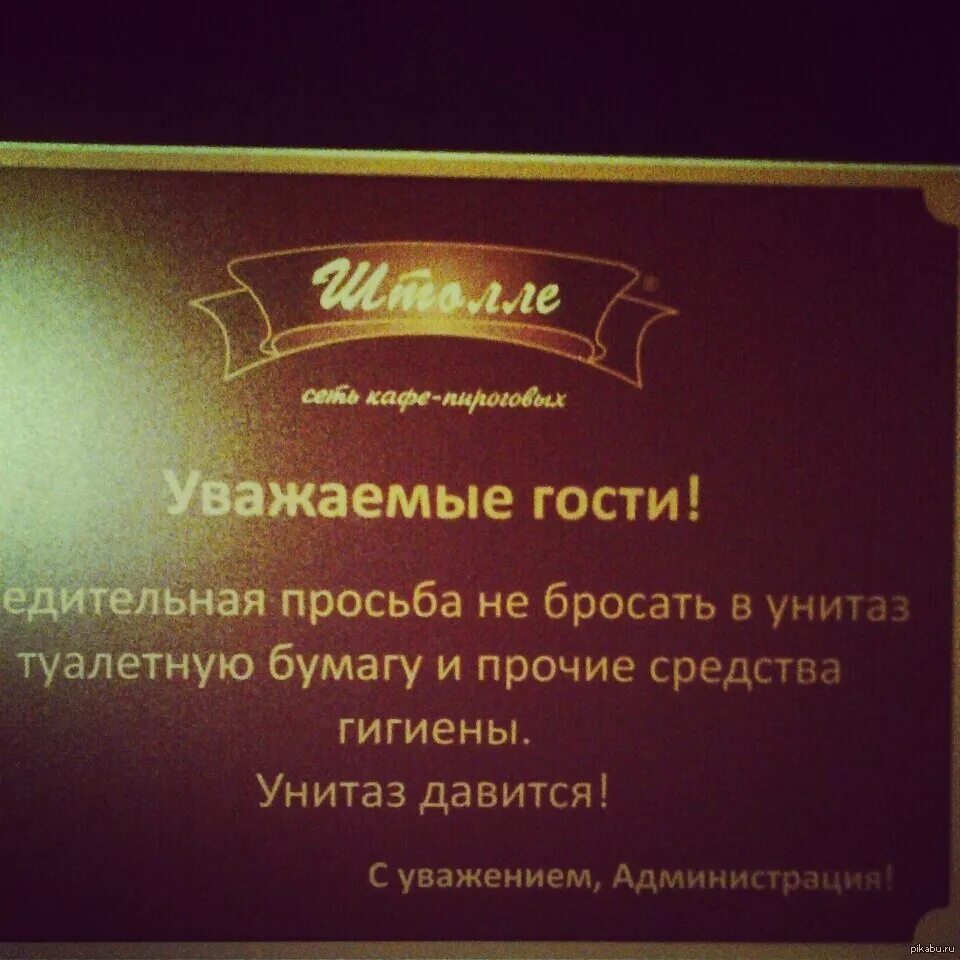 Штолле
сеть кафе-пироговых
Уважаемые гости!
едительная просьба не бросать в унитаз
туалетную бумагу и прочие средства
гигиены.
Унитаз давится!
С уважением, Администрация!
pikabu.ru